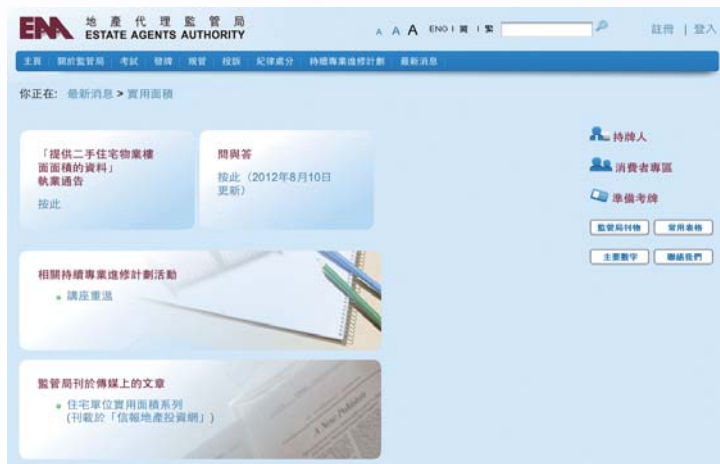 地產代理監管局
ESTATE AGENTS AUTHORITY
A A A ENG | 簡 | 繁
註冊 | 登入
主頁 關於監管局 考試 發牌 規管 投訴 紀律處分 持續專業進修計劃 最新消息
你正在: 最新消息 > 實用面積
「提供二手住宅物業樓
面面積的資料」
執業通告
按此
問與答
按此（2012年8月10日
更新）
持牌人
消費者專區
準備考牌
監管局刊物 常用表格
主要數字 聯絡我們
相關持續專業進修計劃活動
講座重溫
監管局刊於傳媒上的文章
住宅單位實用面積系列
(刊載於「信報地產投資網」)